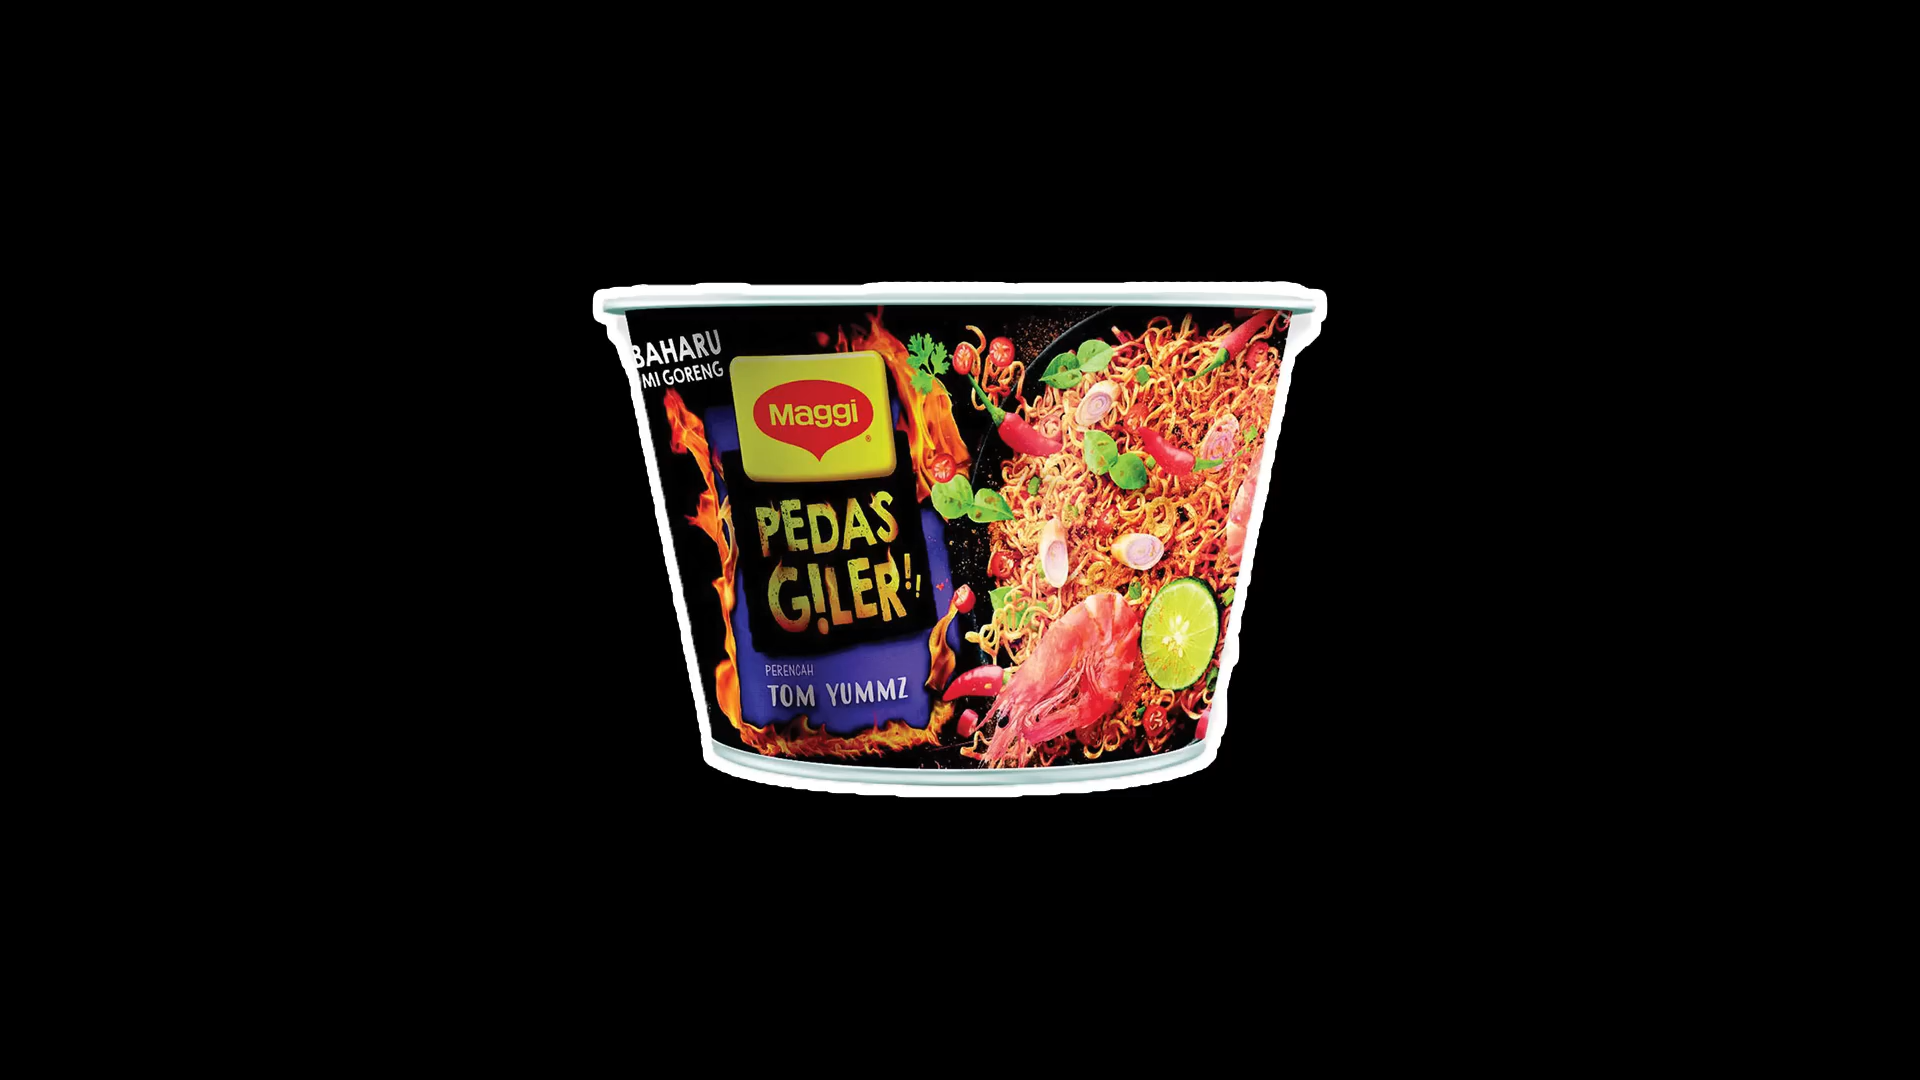 BAHARU
MI GORENG
Maggi
®
PEDAS
G!LER!!
PERENCAH
TOM YUMMZ